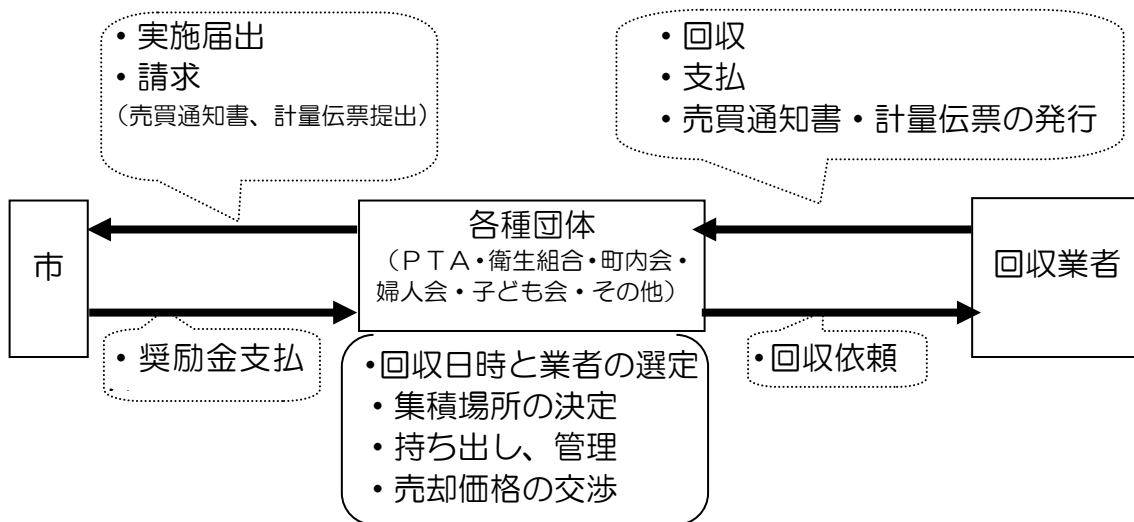 ・実施届出
・請求
（売買通知書、計量伝票提出）
・回収
・支払
・売買通知書・計量伝票の発行
市
各種団体
（ＰＴＡ・衛生組合・町内会・
婦人会・子ども会・その他）
回収業者
・奨励金支払
・回収依頼
・回収日時と業者の選定
・集積場所の決定
・持ち出し、管理
・売却価格の交渉